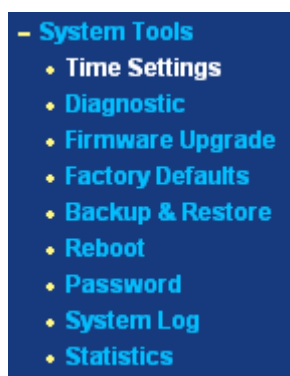 – System Tools
• Time Settings
• Diagnostic
• Firmware Upgrade
• Factory Defaults
• Backup & Restore
• Reboot
• Password
• System Log
• Statistics